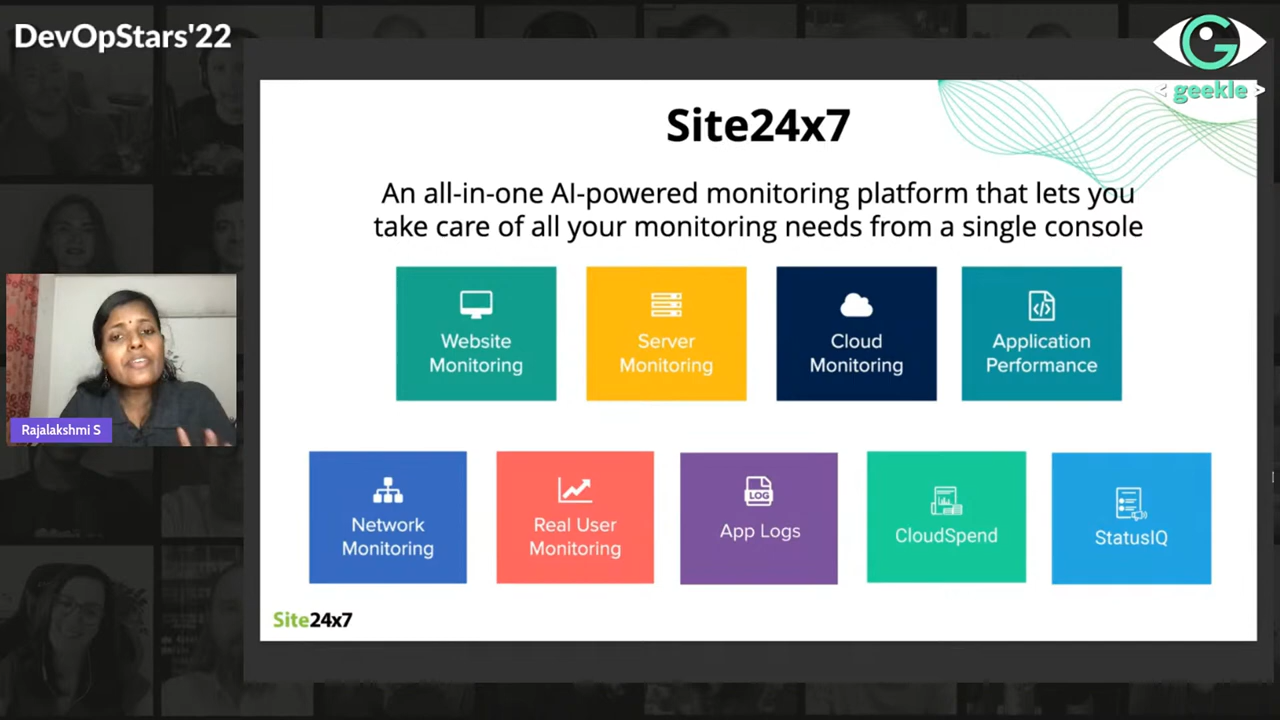 DevOpStars'22
G
< geekle >
Site24x7
An all-in-one AI-powered monitoring platform that lets you
take care of all your monitoring needs from a single console
Website
Monitoring
Server
Monitoring
Cloud
Monitoring
</>
Application
Performance
Rajalakshmi S
Network
Monitoring
Real User
Monitoring
LOG
App Logs
CloudSpend
StatusIQ
Site24x7